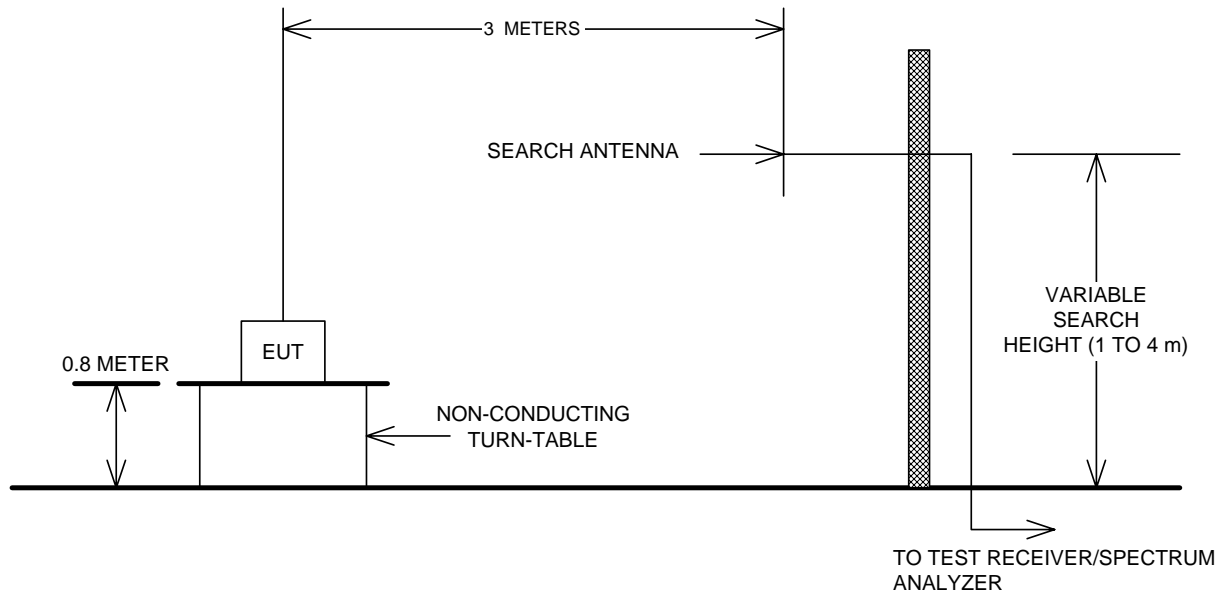 3 METERS
SEARCH ANTENNA
VARIABLE
SEARCH
HEIGHT (1 TO 4 m)
EUT
0.8 METER
NON-CONDUCTING
TURN-TABLE
TO TEST RECEIVER/SPECTRUM
ANALYZER